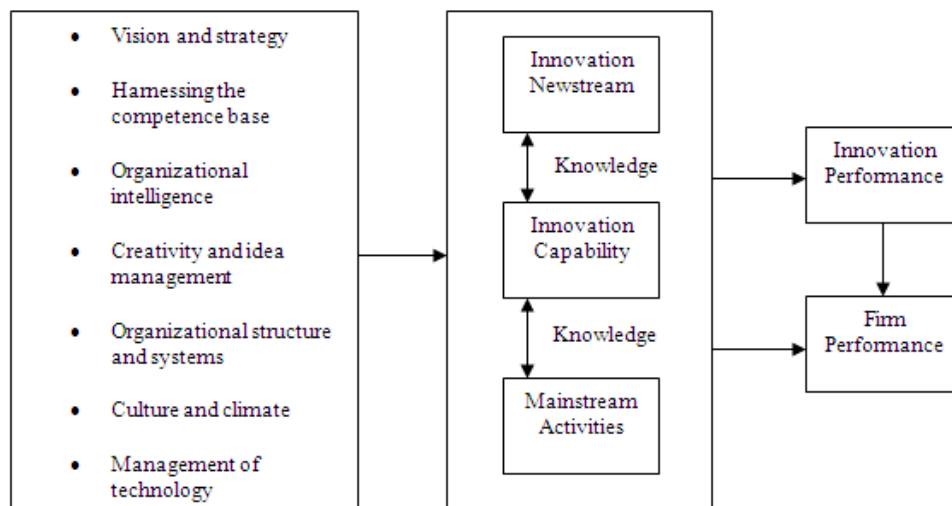 • Vision and strategy
• Harnessing the
competence base
• Organizational
intelligence
• Creativity and idea
management
• Organizational structure
and systems
• Culture and climate
• Management of
technology
Innovation
Newstream
Knowledge
Innovation
Capability
Knowledge
Mainstream
Activities
Innovation
Performance
Firm
Performance